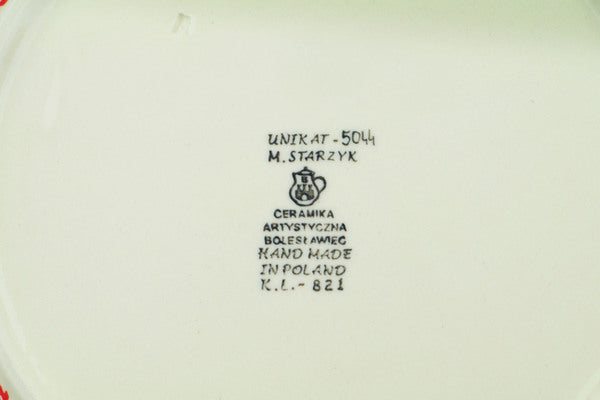 UNIKAT - 5044
M. STARZYK
CERAMIKA
ARTYSTYCZNA
BOLESŁAWIEC
HAND MADE
IN POLAND
K.L.- 821